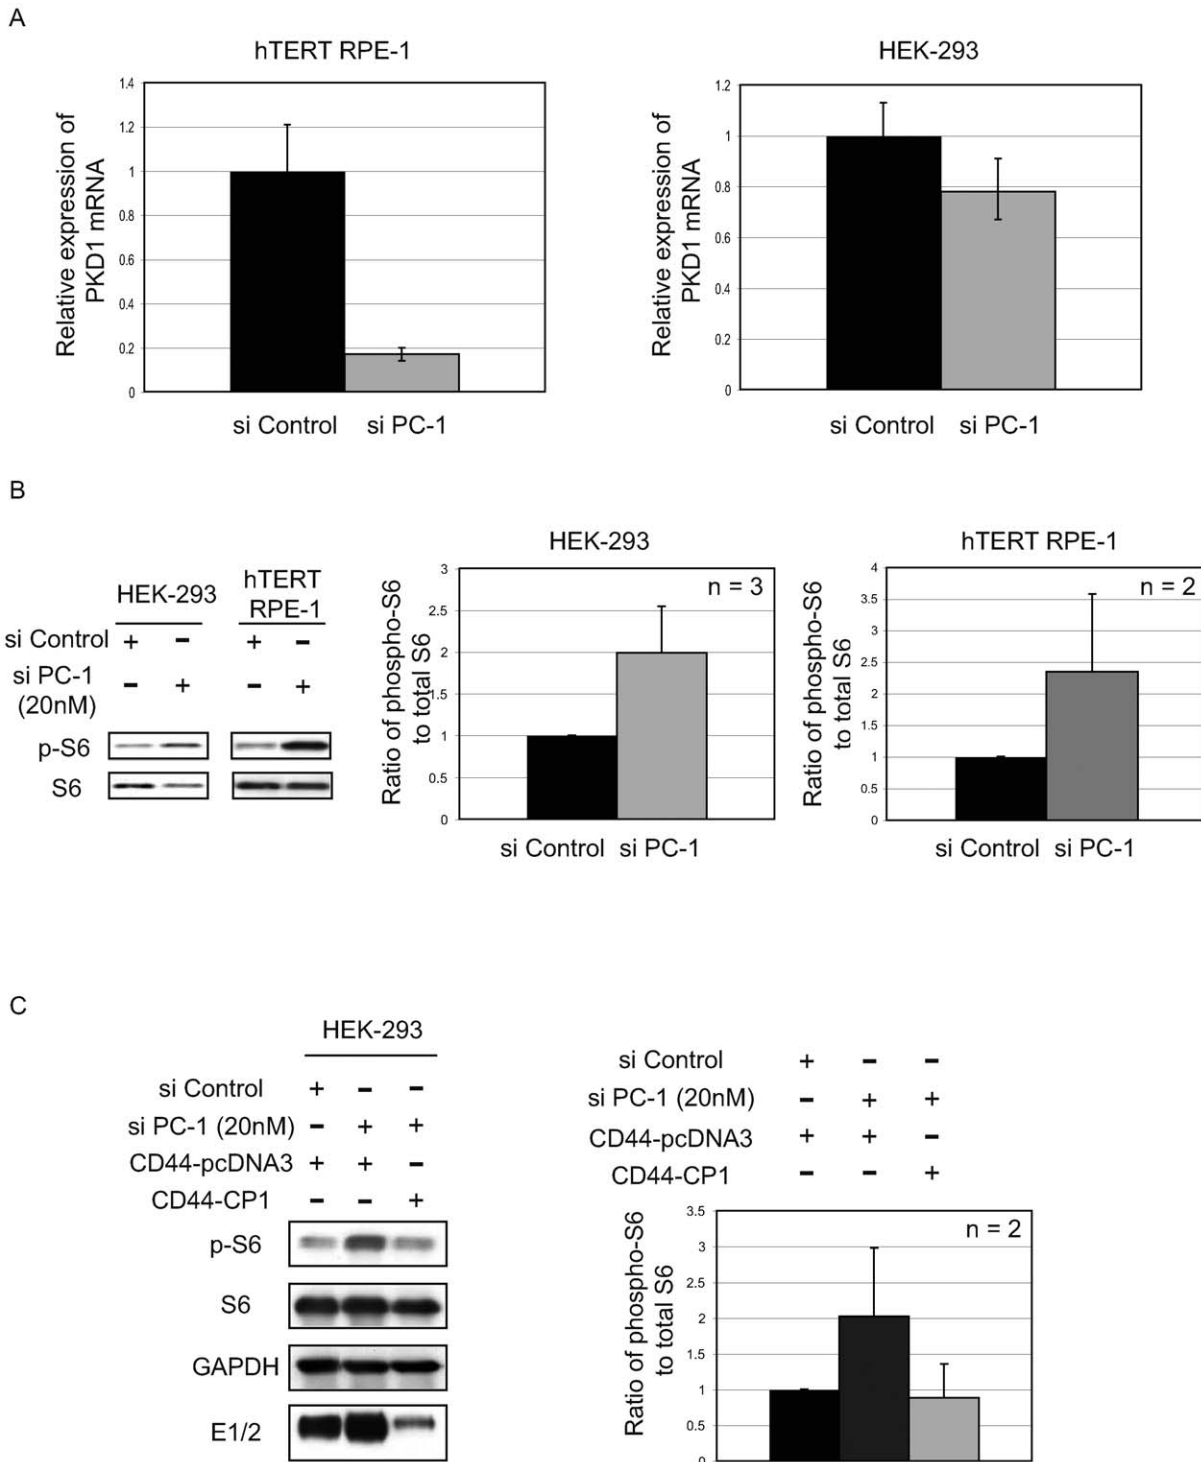 A
hTERT RPE-1
Relative expression of
PKD1 mRNA
1.4
1.2
1
0.8
0.6
0.4
0.2
0
si Control si PC-1
HEK-293
Relative expression of
PKD1 mRNA
1.2
1
0.8
0.6
0.4
0.2
0
si Control si PC-1
B
HEK-293 hTERT
RPE-1
si Control + - + -
si PC-1 - + - +
(20nM)
p-S6
S6
HEK-293
n = 3
Ratio of phospho-S6
to total S6
3
2.5
2
1.5
1
0.5
0
si Control si PC-1
hTERT RPE-1
n = 2
Ratio of phospho-S6
to total S6
4
3.5
3
2.5
2
1.5
1
0.5
0
si Control si PC-1
C
HEK-293
si Control + - -
si PC-1 (20nM) - + +
CD44-pcDNA3 + + -
CD44-CP1 - - +
p-S6
S6
GAPDH
E1/2
si Control + - -
si PC-1 (20nM) - + +
CD44-pcDNA3 + + -
CD44-CP1 - - +
n = 2
Ratio of phospho-S6
to total S6
3.5
3
2.5
2
1.5
1
0.5
0